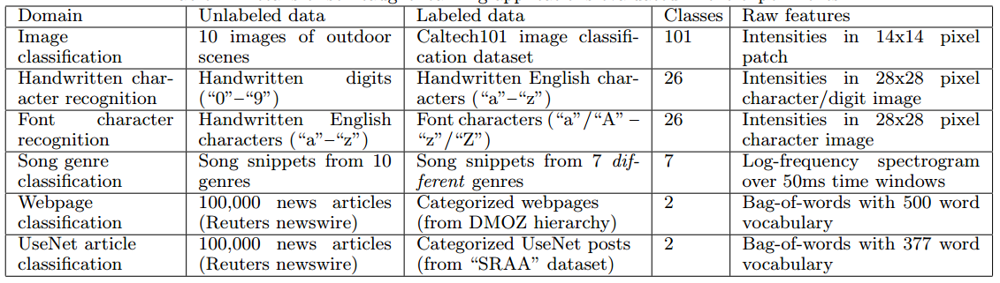 Domain Unlabeled data Labeled data Classes Raw features
Image classification 10 images of outdoor scenes Caltech101 image classifi-cation dataset 101 Intensities in 14x14 pixel patch
Handwritten char-acter recognition Handwritten digits (“0”–“9”) Handwritten English char-acters (“a”–“z”) 26 Intensities in 28x28 pixel character/digit image
Font character recognition Handwritten English characters (“a”–“z”) Font characters (“a”/“A” – “z”/“Z”) 26 Intensities in 28x28 pixel character image
Song genre classification Song snippets from 10 genres Song snippets from 7 dif-ferent genres 7 Log-frequency spectrogram over 50ms time windows
Webpage classification 100,000 news articles (Reuters newswire) Categorized webpages (from DMOZ hierarchy) 2 Bag-of-words with 500 word vocabulary
UseNet article classification 100,000 news articles (Reuters newswire) Categorized UseNet posts (from “SRAA” dataset) 2 Bag-of-words with 377 word vocabulary